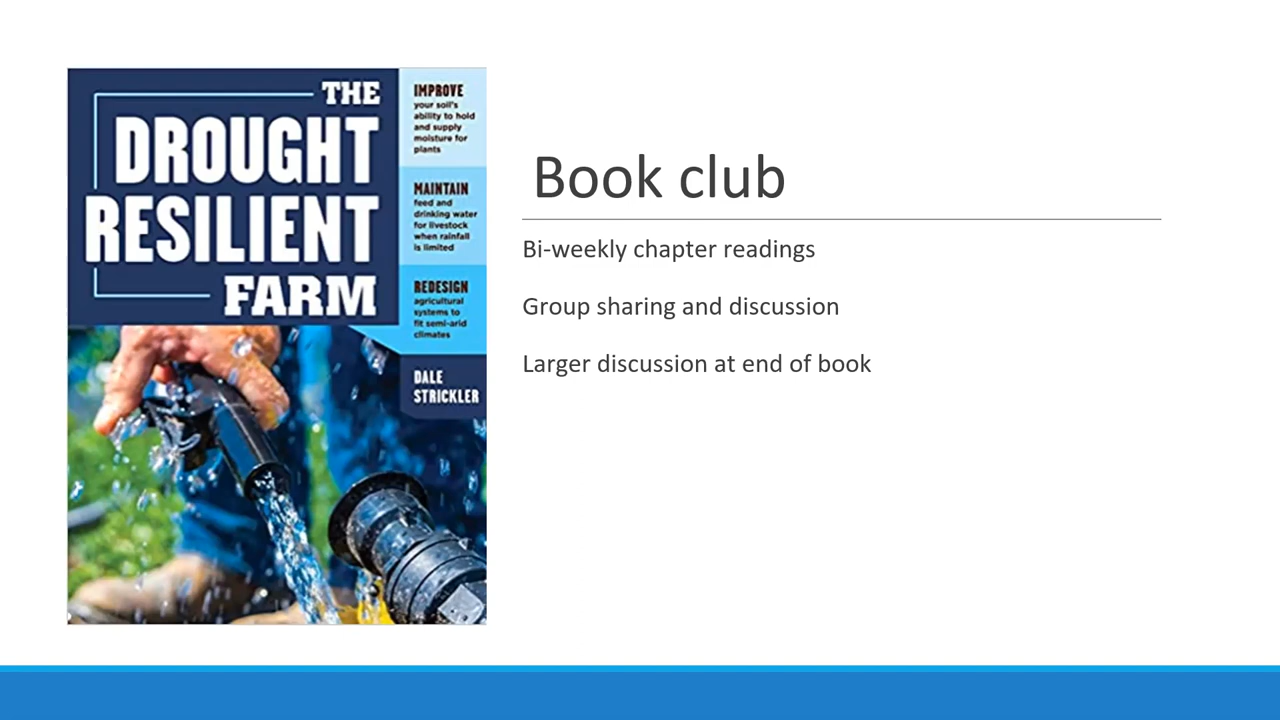 THE
DROUGHT
RESILIENT
FARM
IMPROVE
your soil's
ability to hold
and supply
moisture for
plants
MAINTAIN
feed and
drinking water
for livestock
when rainfall
is limited
REDESIGN
agricultural
systems to
fit semi-arid
climates
DALE
STRICKLER
Book club
Bi-weekly chapter readings
Group sharing and discussion
Larger discussion at end of book